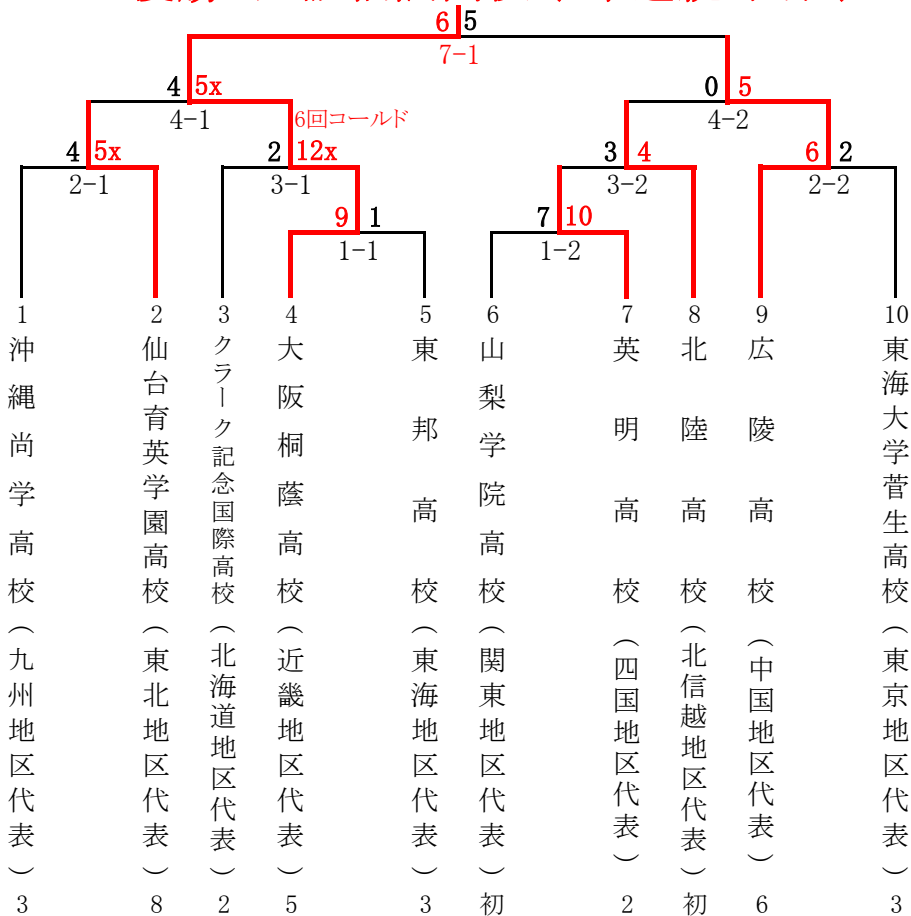 6 5
7-1
4 5x
4-1
0 5
4-2
6回コールド
4 5x
2-1
2 12x
3-1
3 4
3-2
6 2
2-2
9 1
1-1
7 10
1-2
1 2 3 4 5 6 7 8 9 10
沖縄尚学高校(九州地区代表)
仙台育英学園高校(東北地区代表)
クラーク記念国際高校(北海道地区代表)
大阪桐蔭高校(近畿地区代表)
東邦高校(東海地区代表)
山梨学院高校(関東地区代表)
英明高校(四国地区代表)
北陸高校(北信越地区代表)
広陵高校(中国地区代表)
東海大学菅生高校(東京地区代表)
3 8 2 5 3 初 2 初 6 3